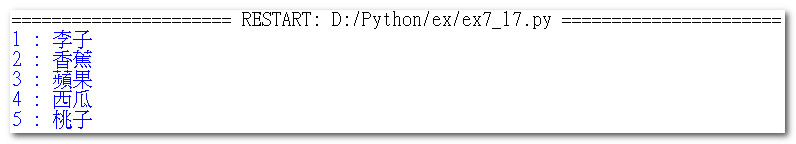 ====================== RESTART: D:/Python/ex/ex7_17.py ======================
1 : 李子
2 : 香蕉
3 : 蘋果
4 : 西瓜
5 : 桃子